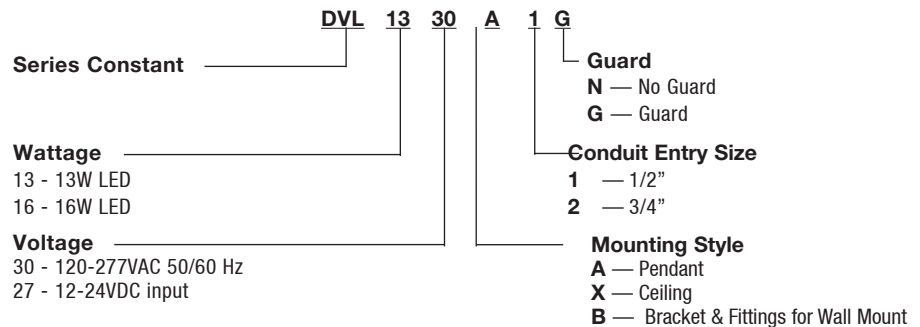 DVL 13 30 A 1 G
Series Constant
Guard
N — No Guard
G — Guard
Wattage
13 - 13W LED
16 - 16W LED
Conduit Entry Size
1 — 1/2”
2 — 3/4”
Voltage
30 - 120-277VAC 50/60 Hz
27 - 12-24VDC input
Mounting Style
A — Pendant
X — Ceiling
B — Bracket & Fittings for Wall Mount